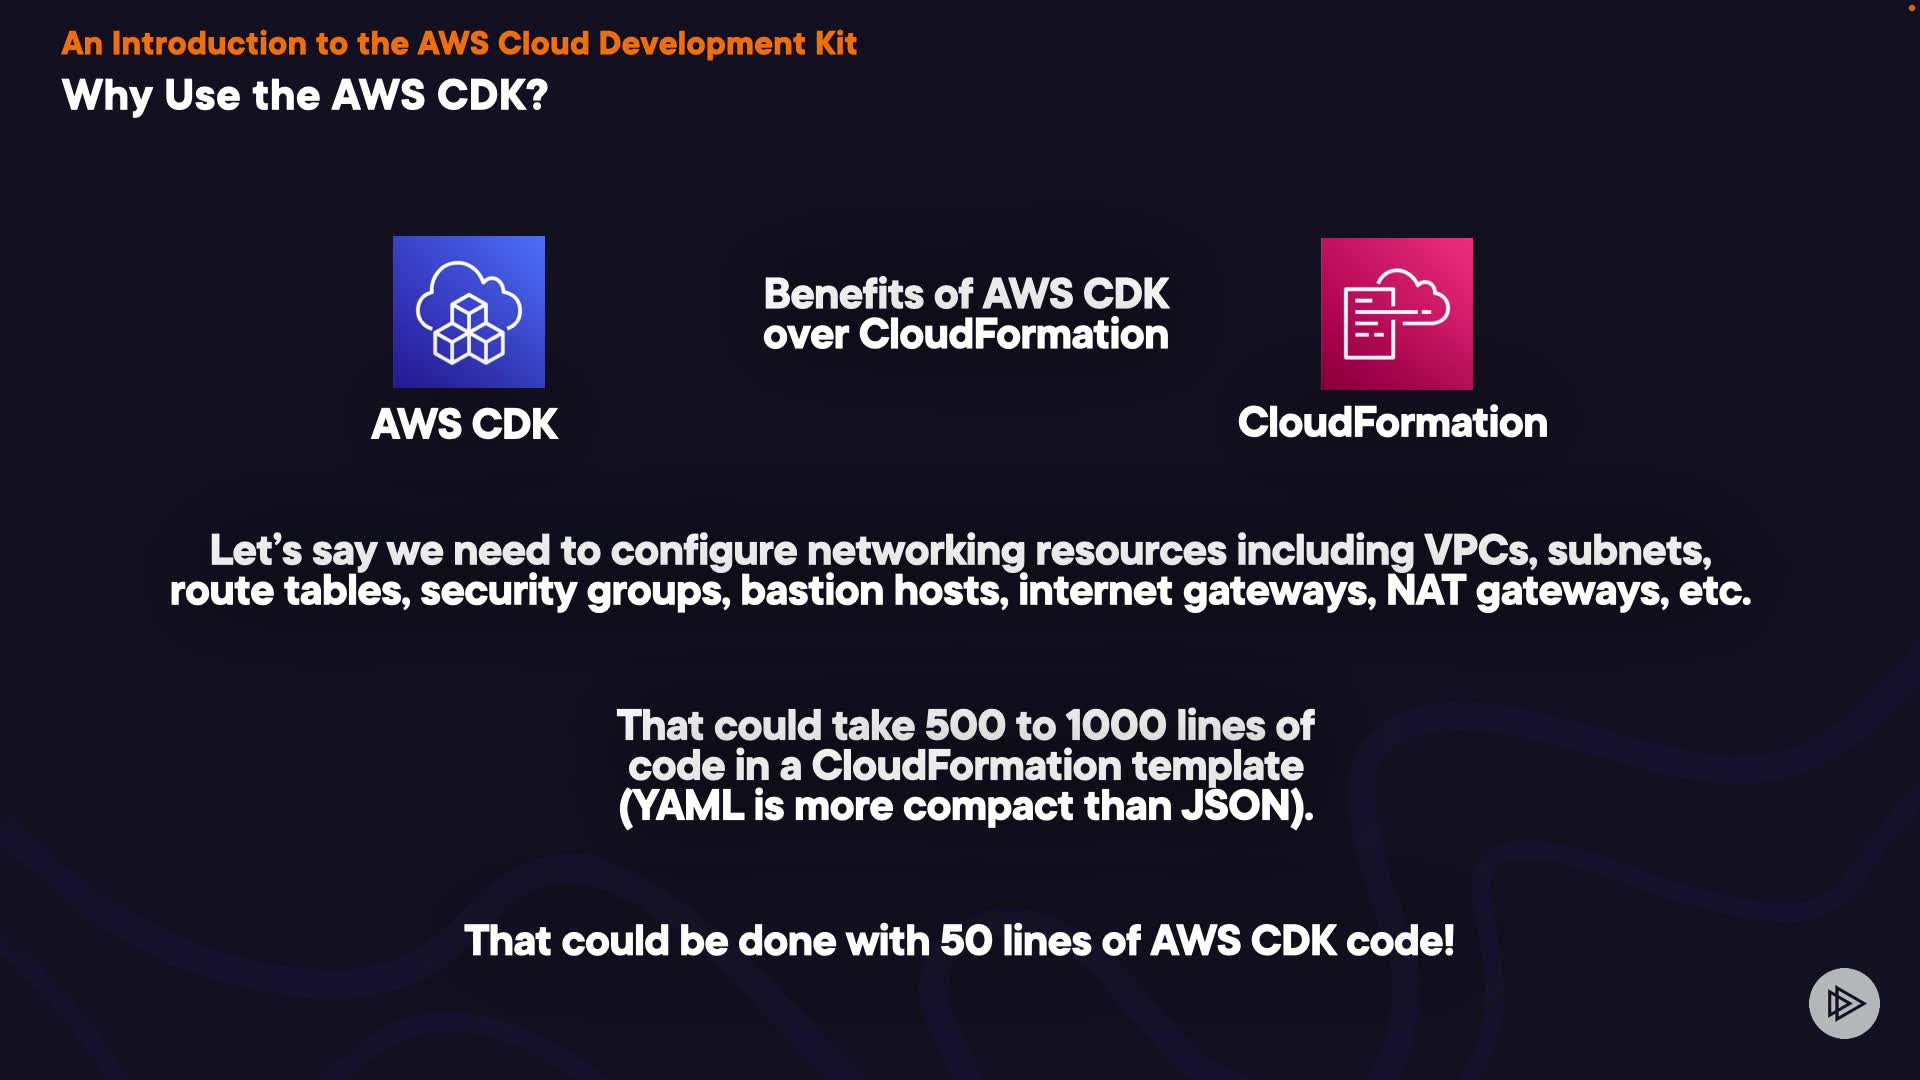 An Introduction to the AWS Cloud Development Kit
Why Use the AWS CDK?
Benefits of AWS CDK
over CloudFormation
AWS CDK
CloudFormation
Let's say we need to configure networking resources including VPCs, subnets,
route tables, security groups, bastion hosts, internet gateways, NAT gateways, etc.
That could take 500 to 1000 lines of
code in a CloudFormation template
(YAML is more compact than JSON).
That could be done with 50 lines of AWS CDK code!